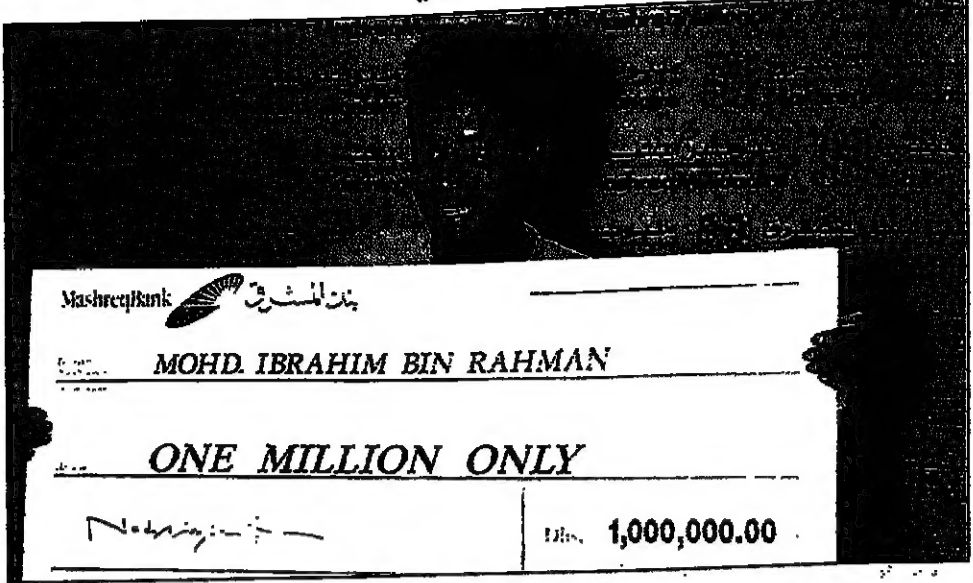 MashreqBank بنك المشرق
MOHD. IBRAHIM BIN RAHMAN
ONE MILLION ONLY
Dhs. 1,000,000.00